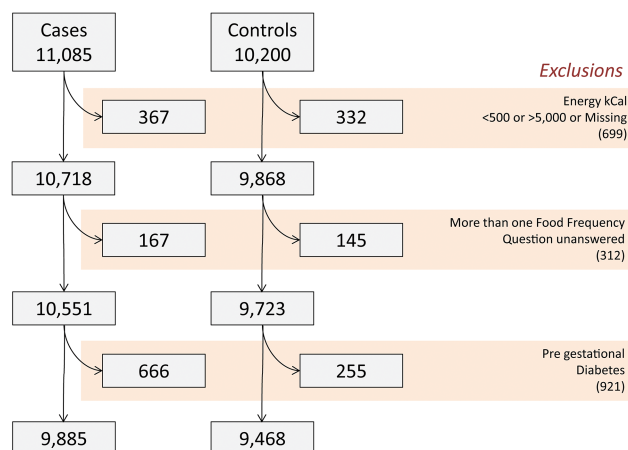 Cases
11,085
Controls
10,200
Exclusions
367
332
Energy kCal
<500 or >5,000 or Missing
(699)
10,718
9,868
167
145
More than one Food Frequency
Question unanswered
(312)
10,551
9,723
666
255
Pre gestational
Diabetes
(921)
9,885
9,468